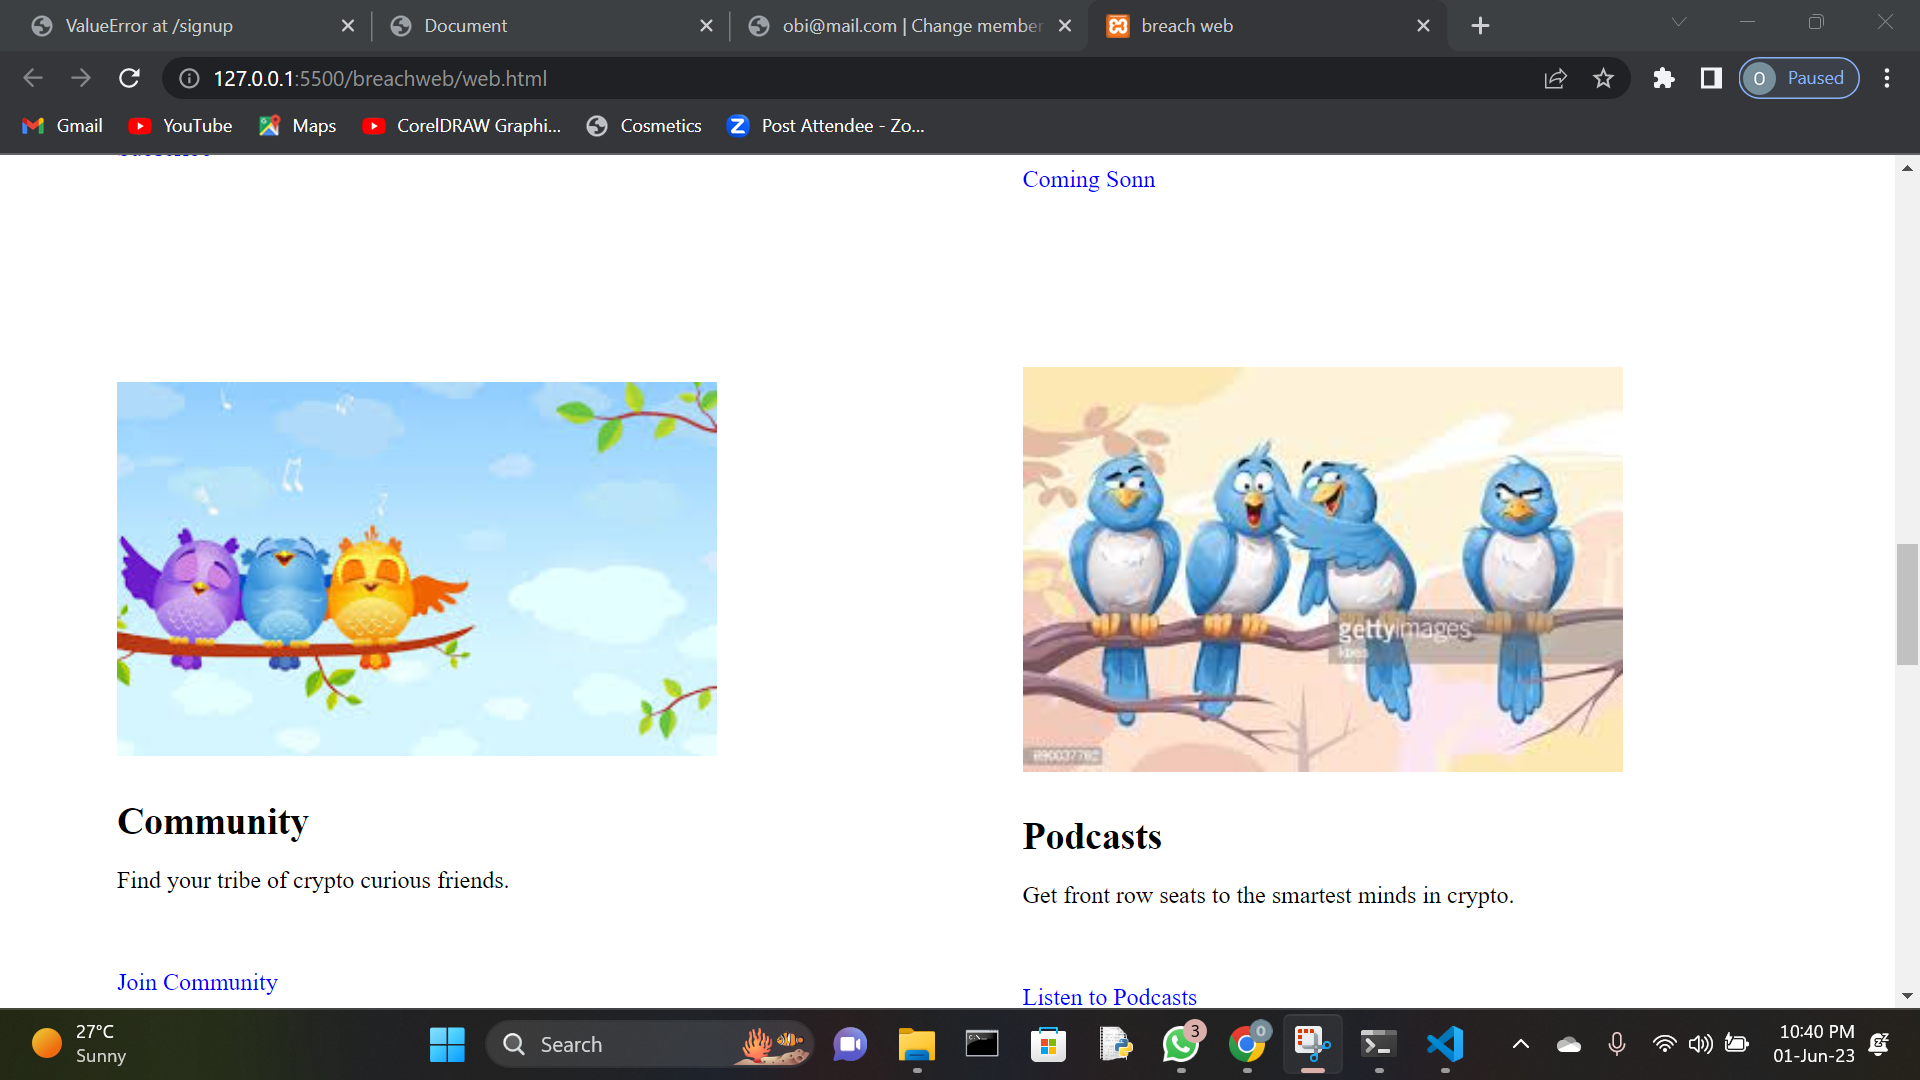 ValueError at /signup
Document
obi@mail.com | Change member
breach web
127.0.0.1:5500/breachweb/web.html
O
Paused
Gmail
YouTube
Maps
CorelDRAW Graphi...
Cosmetics
Post Attendee - Zo...
Coming Sonn
gettyimages
Community
Podcasts
Find your tribe of crypto curious friends.
Get front row seats to the smartest minds in crypto.
Join Community
Listen to Podcasts
27°C
Sunny
Search
3
0
10:40 PM
01-Jun-23